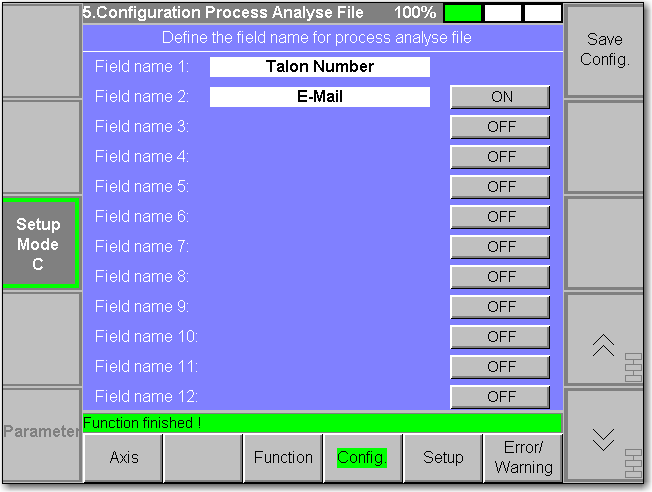 5.Configuration Process Analyse File 100%
Define the field name for process analyse file
Save
Config.
Field name 1: Talon Number
Field name 2: E-Mail ON
Field name 3: OFF
Field name 4: OFF
Field name 5: OFF
Field name 6: OFF
Setup
Mode
C
Field name 7: OFF
Field name 8: OFF
Field name 9: OFF
Field name 10: OFF
Field name 11: OFF
Field name 12: OFF
Function finished !
Parameter
Axis Function Config. Setup Error/
Warning